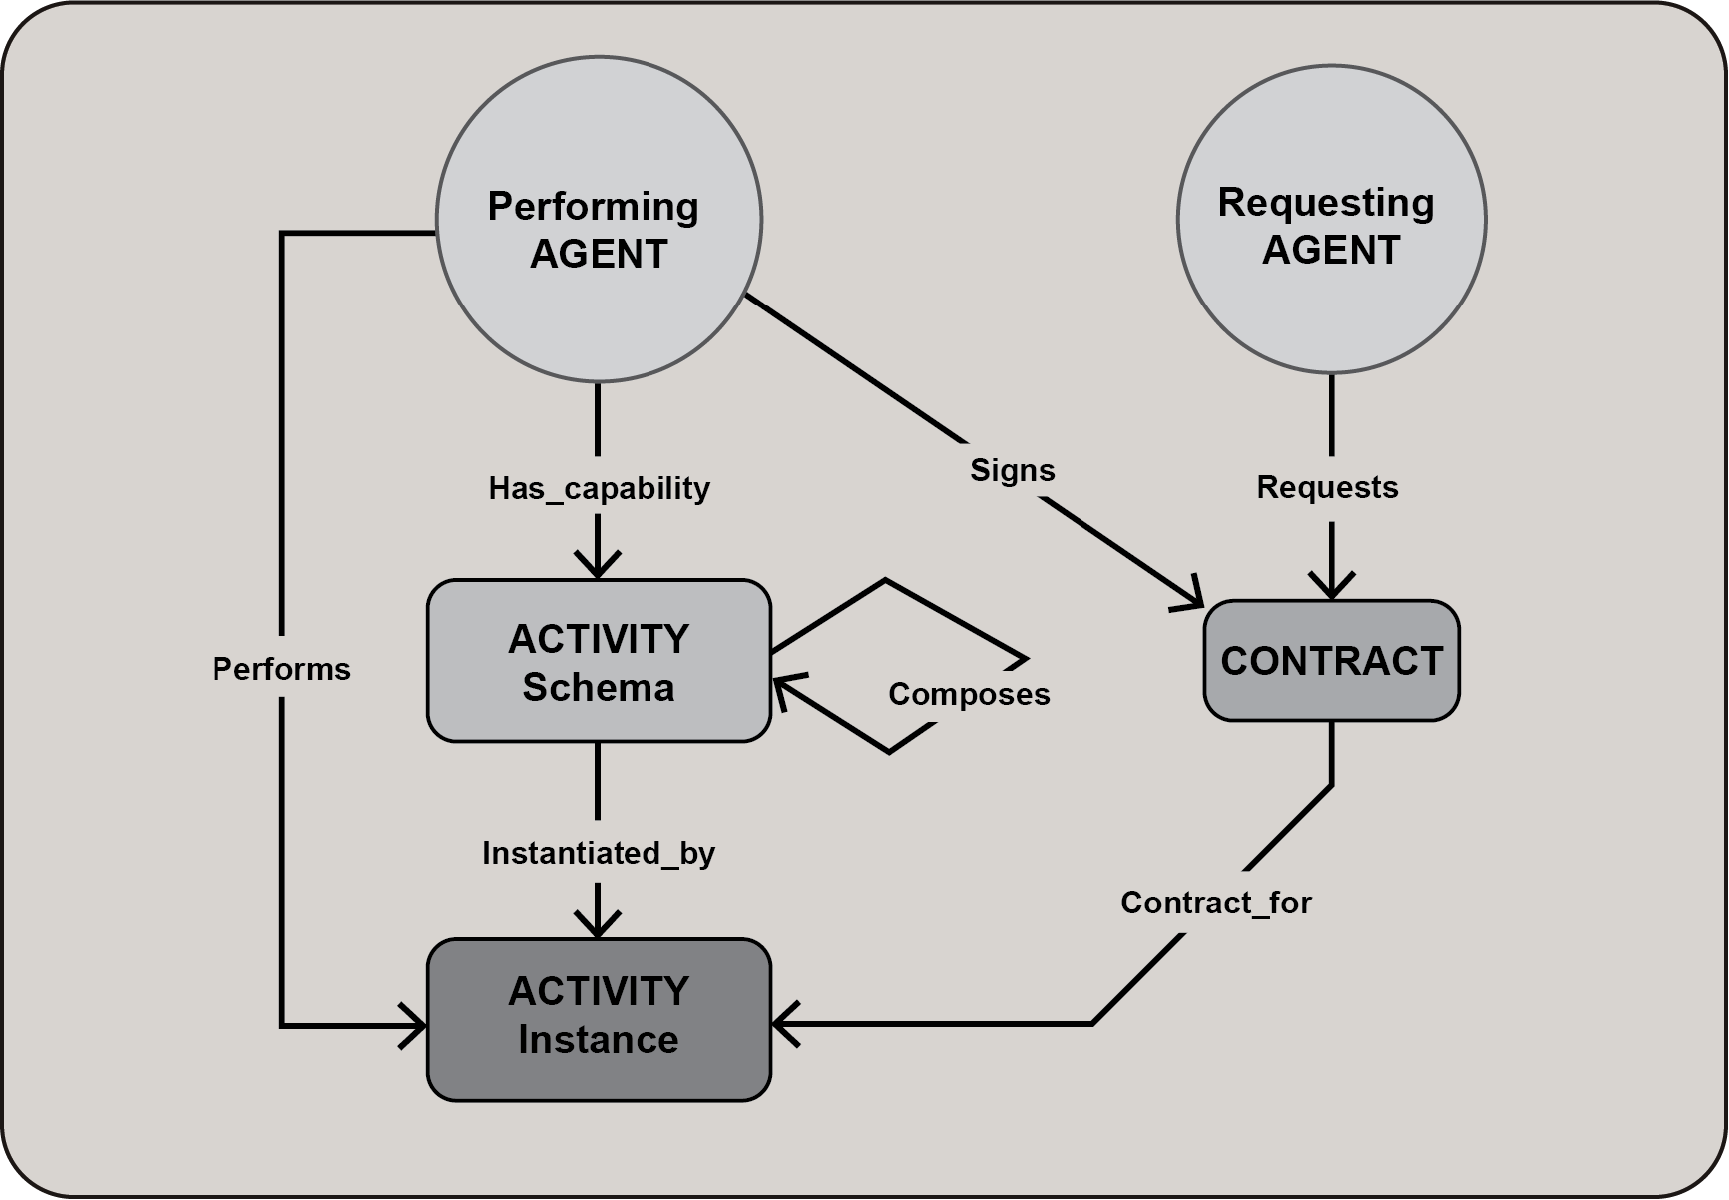 Performing
AGENT
Requesting
AGENT
Signs
Has_capability
Requests
ACTIVITY
Schema
Performs
Composes
CONTRACT
Instantiated_by
Contract_for
ACTIVITY
Instance